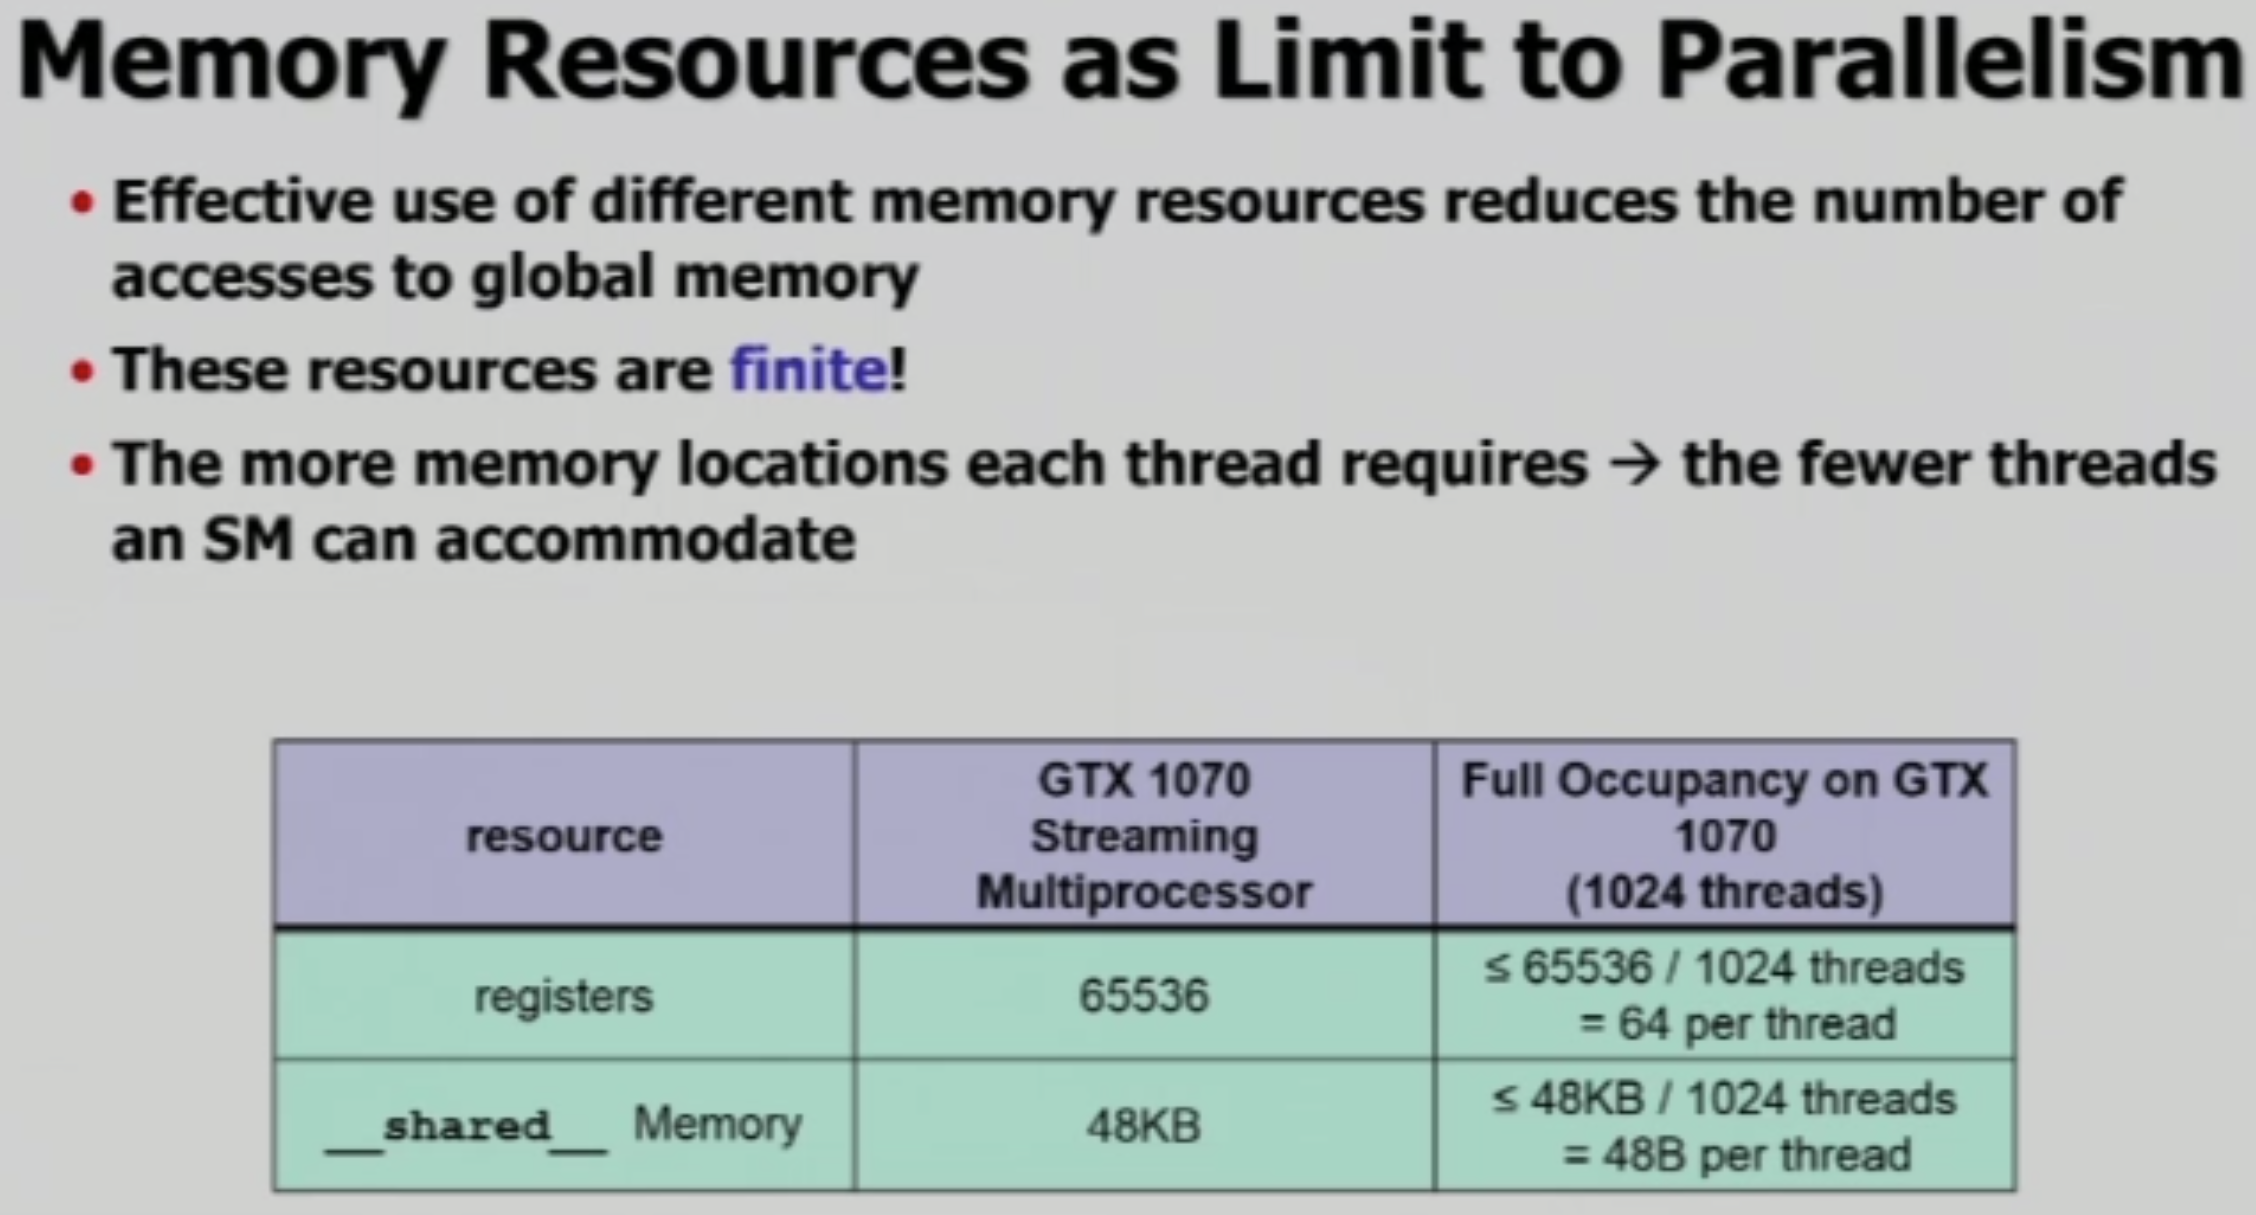 Memory Resources as Limit to Parallelism
• Effective use of different memory resources reduces the number of
accesses to global memory
• These resources are finite!
• The more memory locations each thread requires → the fewer threads
an SM can accommodate
resource
GTX 1070
Streaming
Multiprocessor
Full Occupancy on GTX
1070
(1024 threads)
registers
65536
≤ 65536 / 1024 threads
= 64 per thread
__shared__ Memory
48KB
≤ 48KB / 1024 threads
= 48B per thread